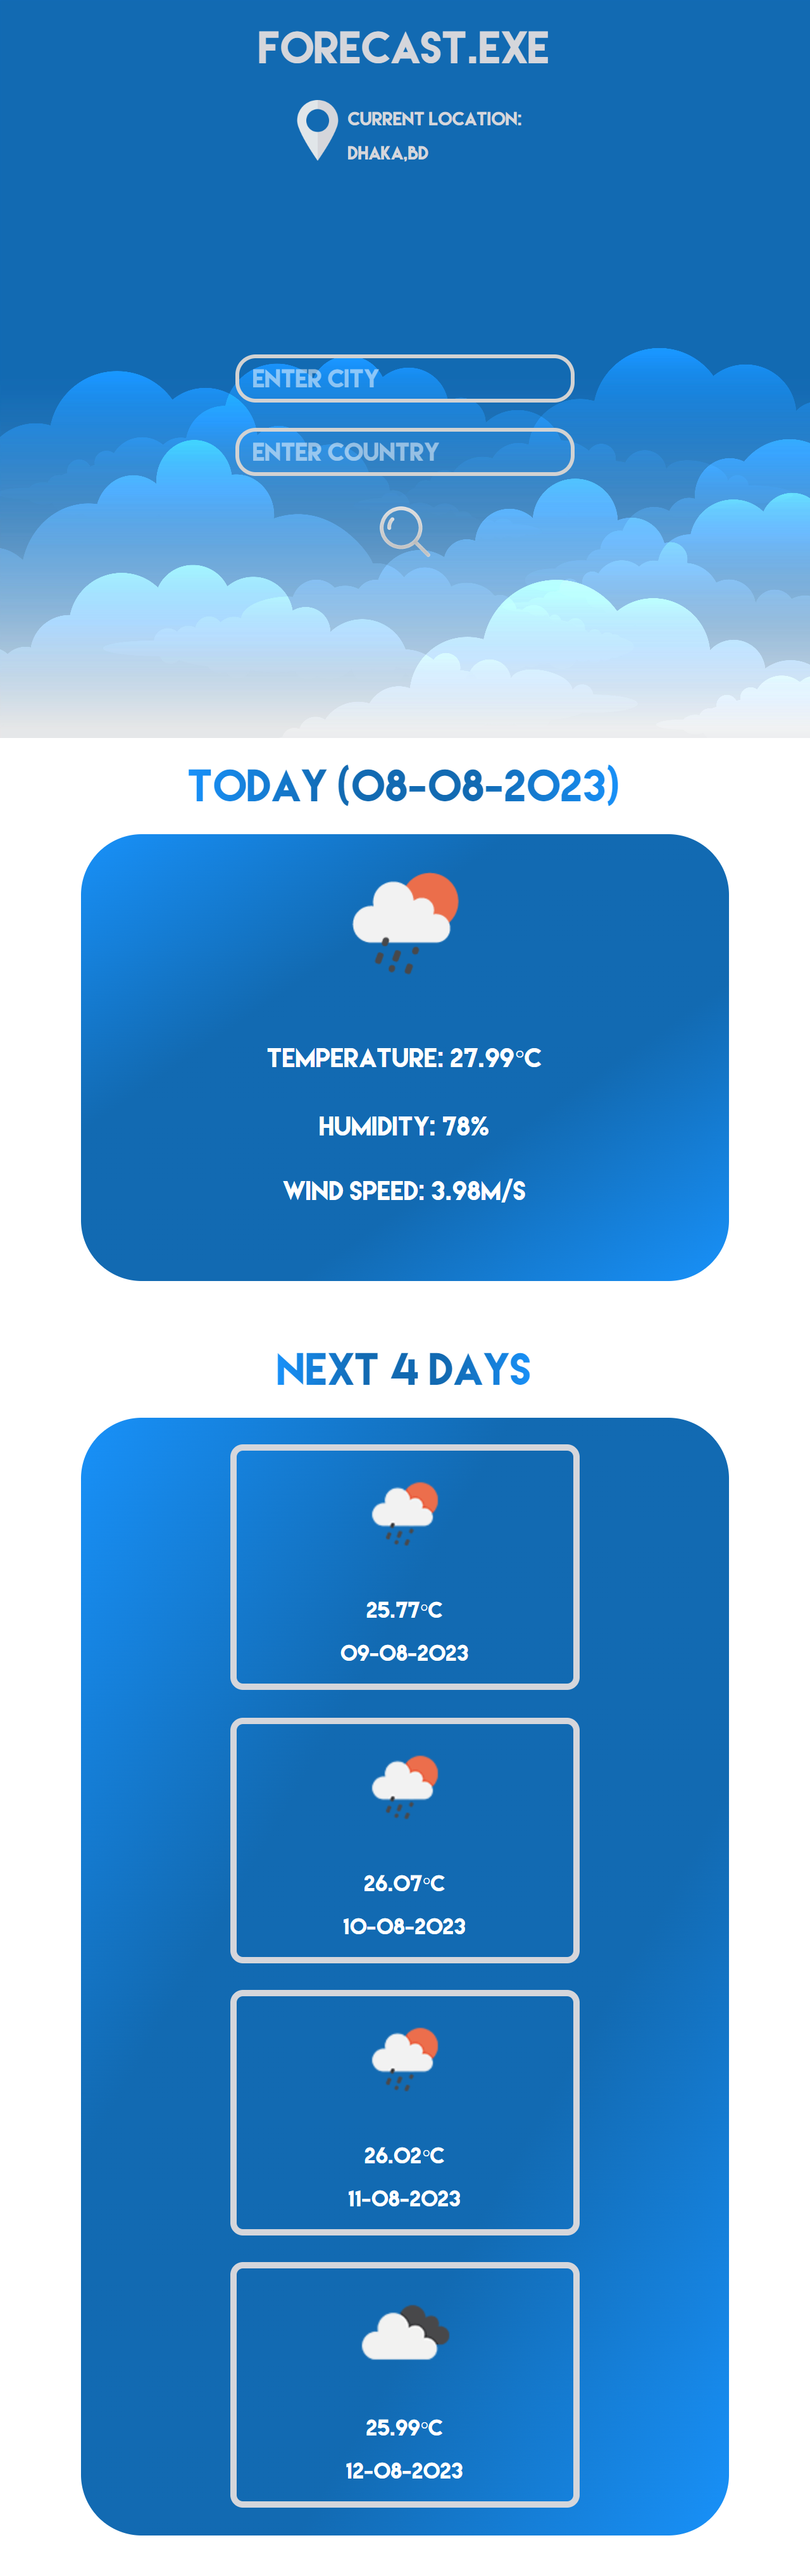 FORECAST.EXE
CURRENT LOCATION:
DHAKA,BD
ENTER CITY
ENTER COUNTRY
TODAY (08-08-2023)
TEMPERATURE: 27.99°C
HUMIDITY: 78%
WIND SPEED: 3.98M/S
NEXT 4 DAYS
25.77°C
09-08-2023
26.07°C
10-08-2023
26.02°C
11-08-2023
25.99°C
12-08-2023